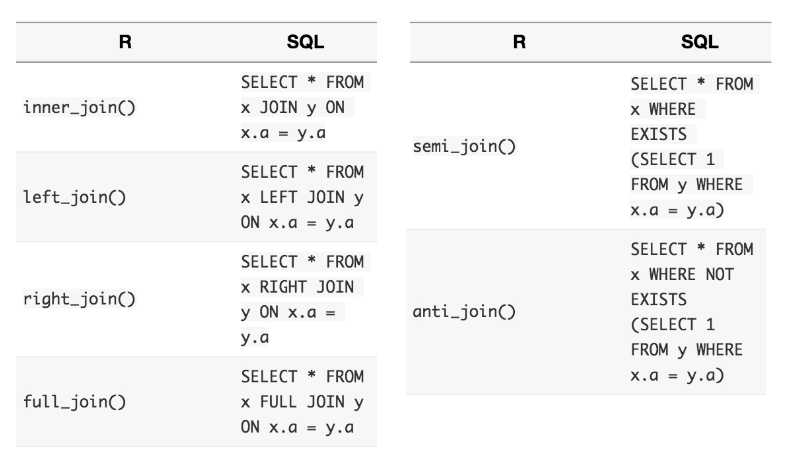 R SQL
inner_join()
SELECT * FROM
x JOIN y ON
x.a = y.a
left_join()
SELECT * FROM
x LEFT JOIN y
ON x.a = y.a
right_join()
SELECT * FROM
x RIGHT JOIN
y ON x.a =
y.a
full_join()
SELECT * FROM
x FULL JOIN y
ON x.a = y.a
R SQL
semi_join()
SELECT * FROM
x WHERE
EXISTS
(SELECT 1
FROM y WHERE
x.a = y.a)
anti_join()
SELECT * FROM
x WHERE NOT
EXISTS
(SELECT 1
FROM y WHERE
x.a = y.a)